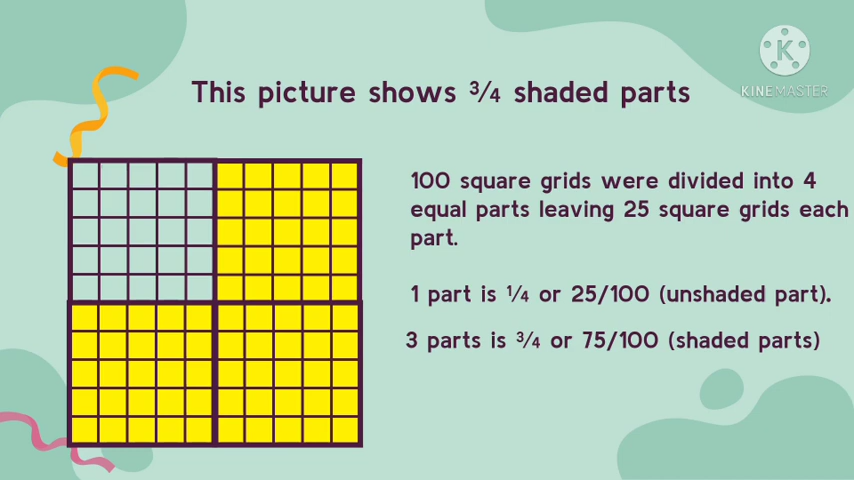 KINEMASTER
This picture shows ¾ shaded parts
100 square grids were divided into 4
equal parts leaving 25 square grids each
part.
1 part is ¼ or 25/100 (unshaded part).
3 parts is ¾ or 75/100 (shaded parts)